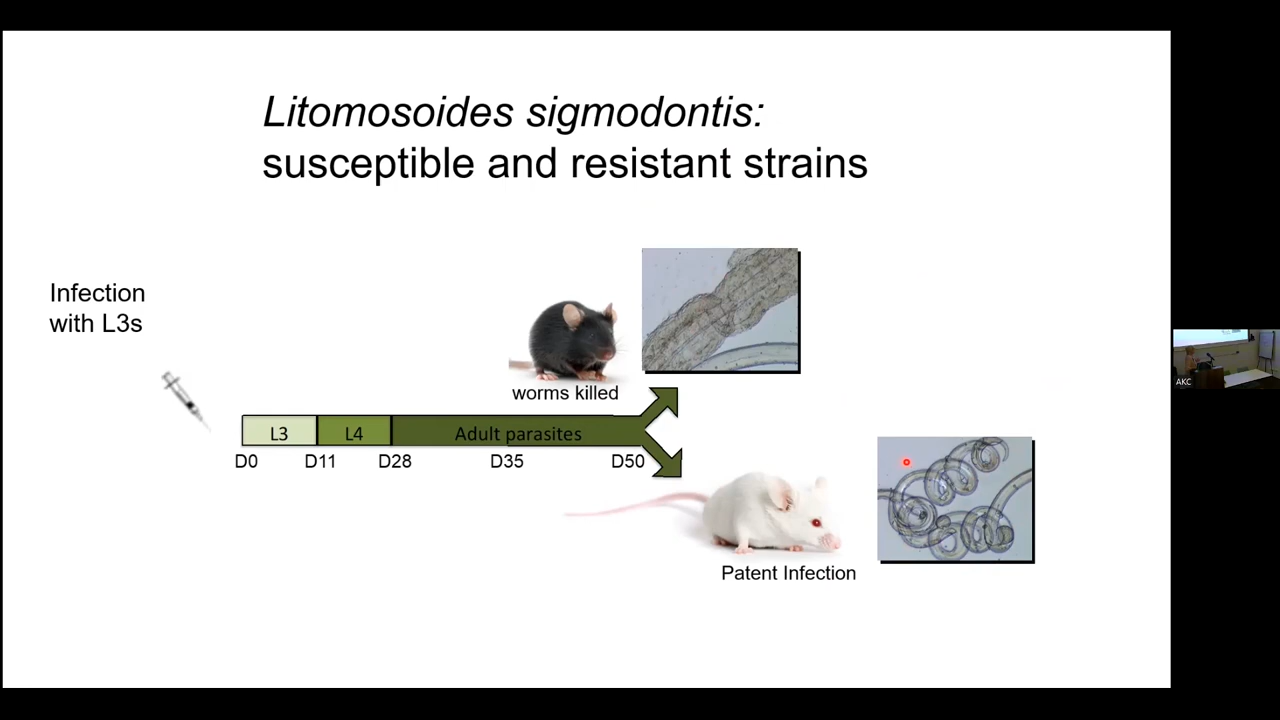 Litomosoides sigmodontis:
susceptible and resistant strains
Infection
with L3s
worms killed
L3
L4
Adult parasites
D0
D11
D28
D35
D50
Patent Infection
AKC